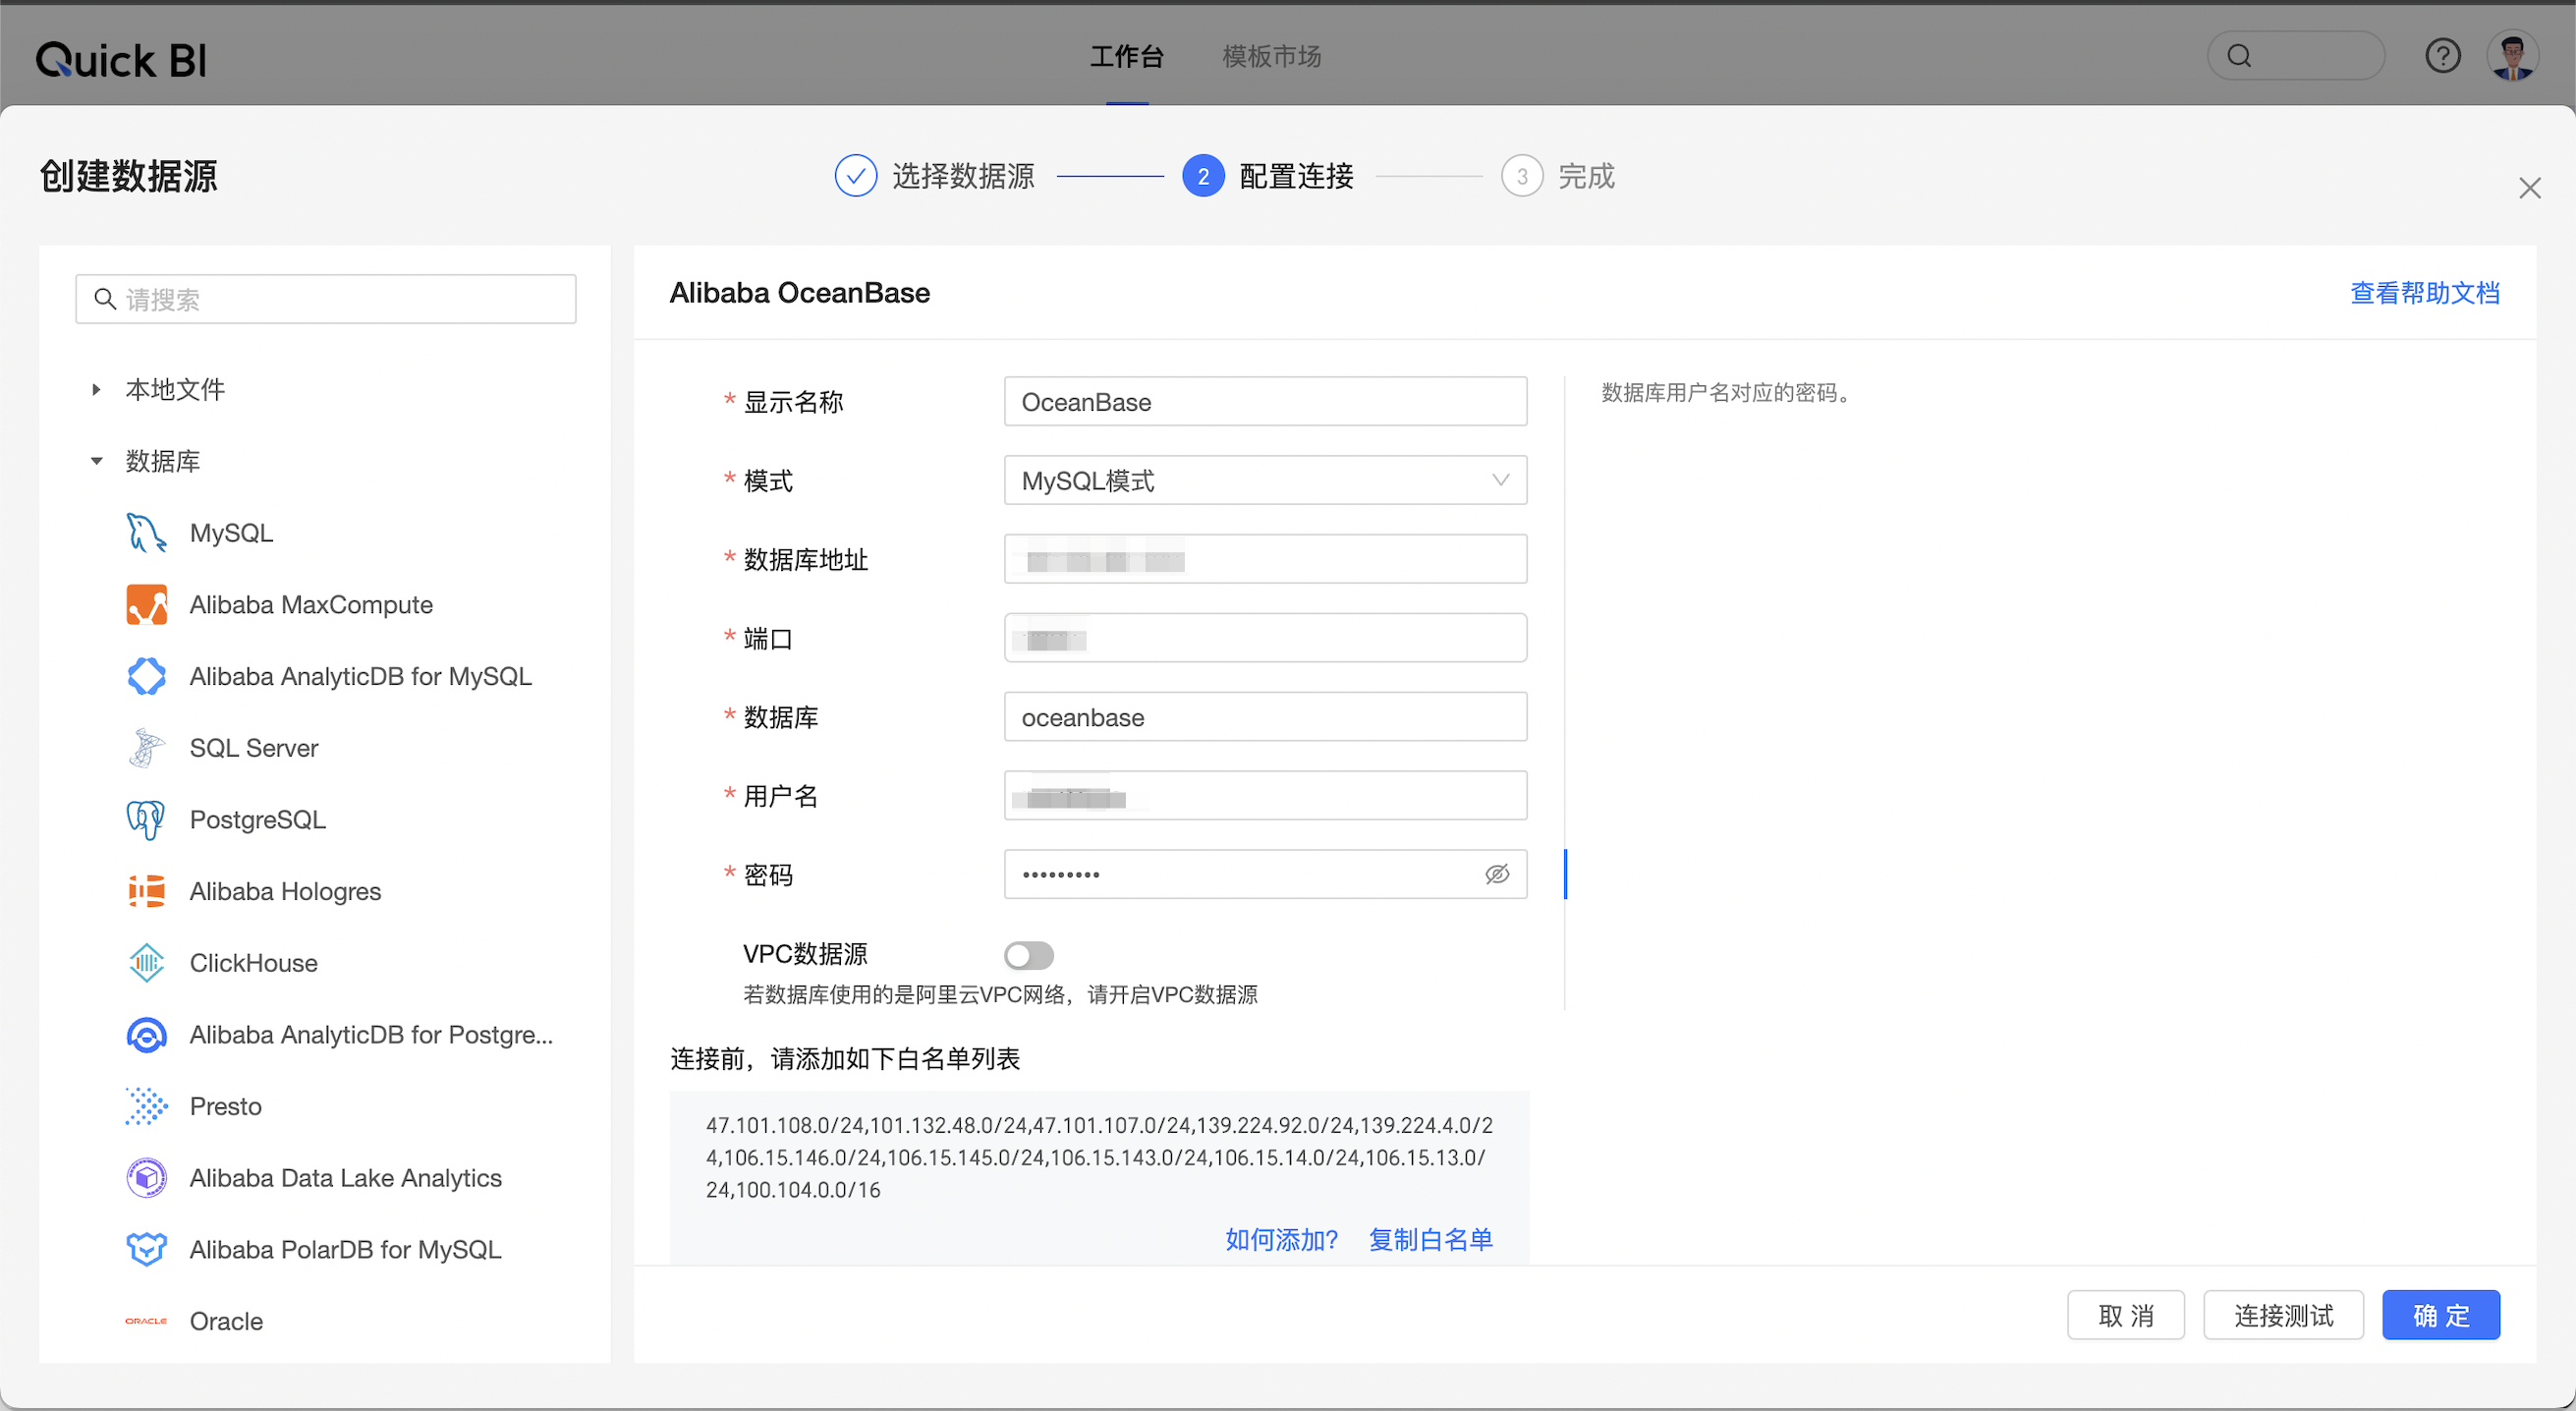 Quick BI
工作台
模板市场
创建数据源
选择数据源
2
配置连接
3
完成
请搜索
本地文件
数据库
MySQL
Alibaba MaxCompute
Alibaba AnalyticDB for MySQL
SQL Server
PostgreSQL
Alibaba Hologres
ClickHouse
Alibaba AnalyticDB for Postgre...
Presto
Alibaba Data Lake Analytics
Alibaba PolarDB for MySQL
ORACLE
Oracle
Alibaba OceanBase
查看帮助文档
* 显示名称
OceanBase
数据库用户名对应的密码。
* 模式
MySQL模式
* 数据库地址
* 端口
* 数据库
oceanbase
* 用户名
* 密码
•••••••••
VPC数据源
若数据库使用的是阿里云VPC网络，请开启VPC数据源
连接前，请添加如下白名单列表
47.101.108.0/24,101.132.48.0/24,47.101.107.0/24,139.224.92.0/24,139.224.4.0/2
4,106.15.146.0/24,106.15.145.0/24,106.15.143.0/24,106.15.14.0/24,106.15.13.0/
24,100.104.0.0/16
如何添加?
复制白名单
取 消
连接测试
确 定